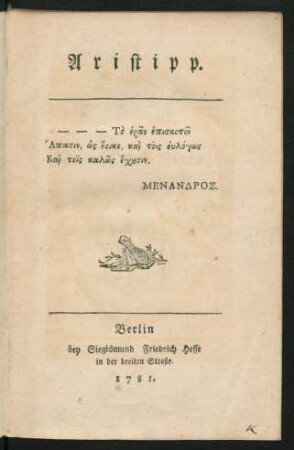 Aristipp.
— — — Τὸ ἐρᾷν ἐπισκοτεῖ
Ἅπασιν, ὡς ἔοικε, καὶ τοῖς εὐλόγως
Καὶ τοῖς καλῶς ἔχουσιν.
ΜΕΝΑΝΔΡΟΣ.
Berlin
bey Siegismund Friedrich Hesse
in der breiten Straße.
1781.
K